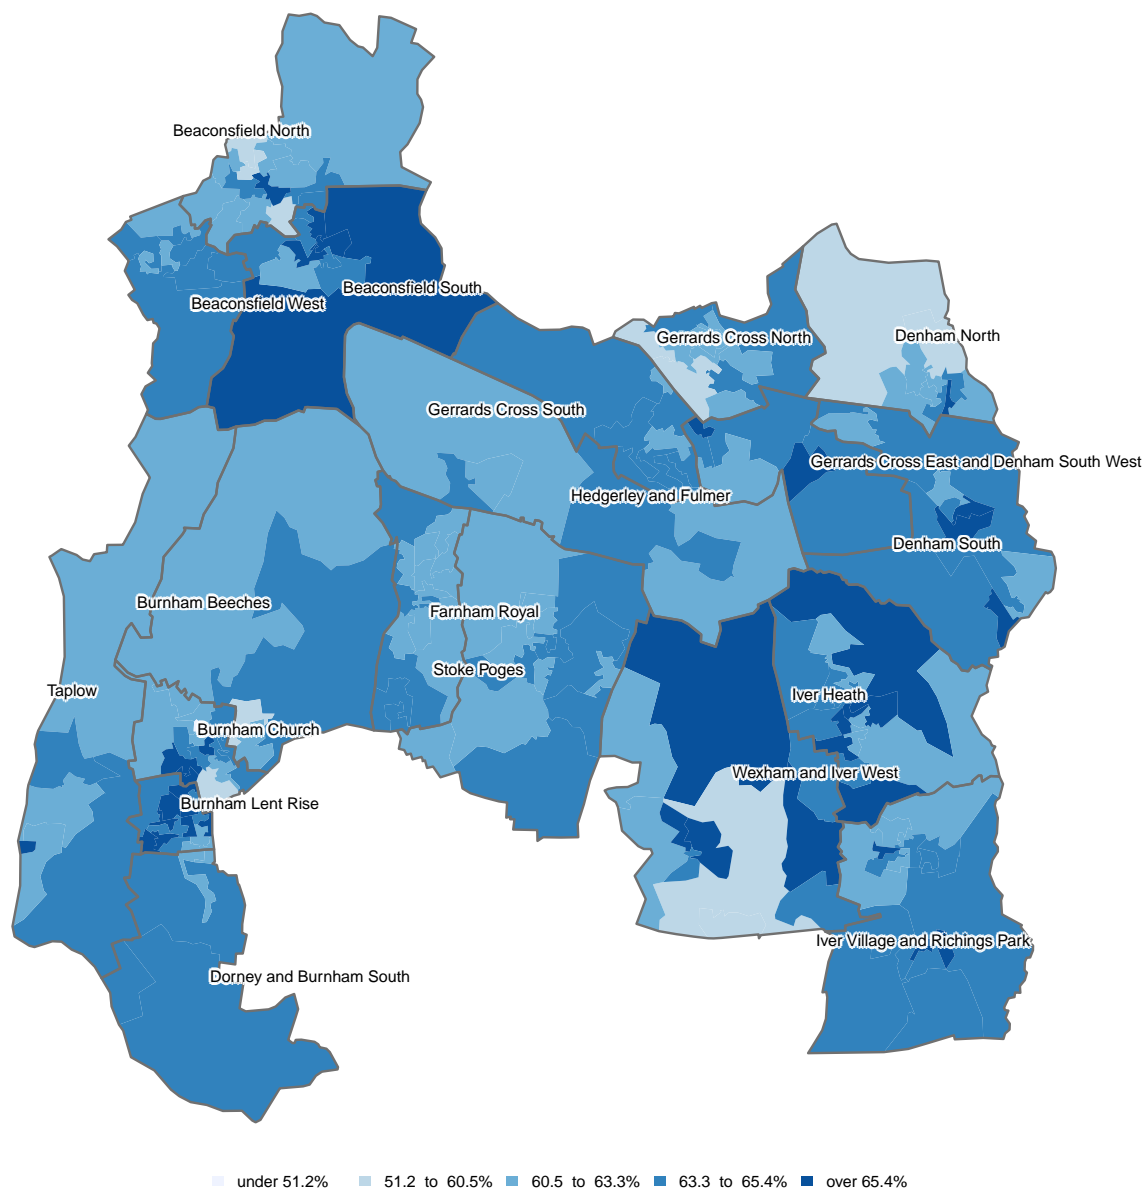 Beaconsfield North
Beaconsfield South
Beaconsfield West
Gerrards Cross North
Denham North
Gerrards Cross South
Gerrards Cross East and Denham South West
Hedgerley and Fulmer
Denham South
Burnham Beeches
Farnham Royal
Stoke Poges
Taplow
Iver Heath
Burnham Church
Wexham and Iver West
Burnham Lent Rise
Iver Village and Richings Park
Dorney and Burnham South
under 51.2% 51.2 to 60.5% 60.5 to 63.3% 63.3 to 65.4% over 65.4%